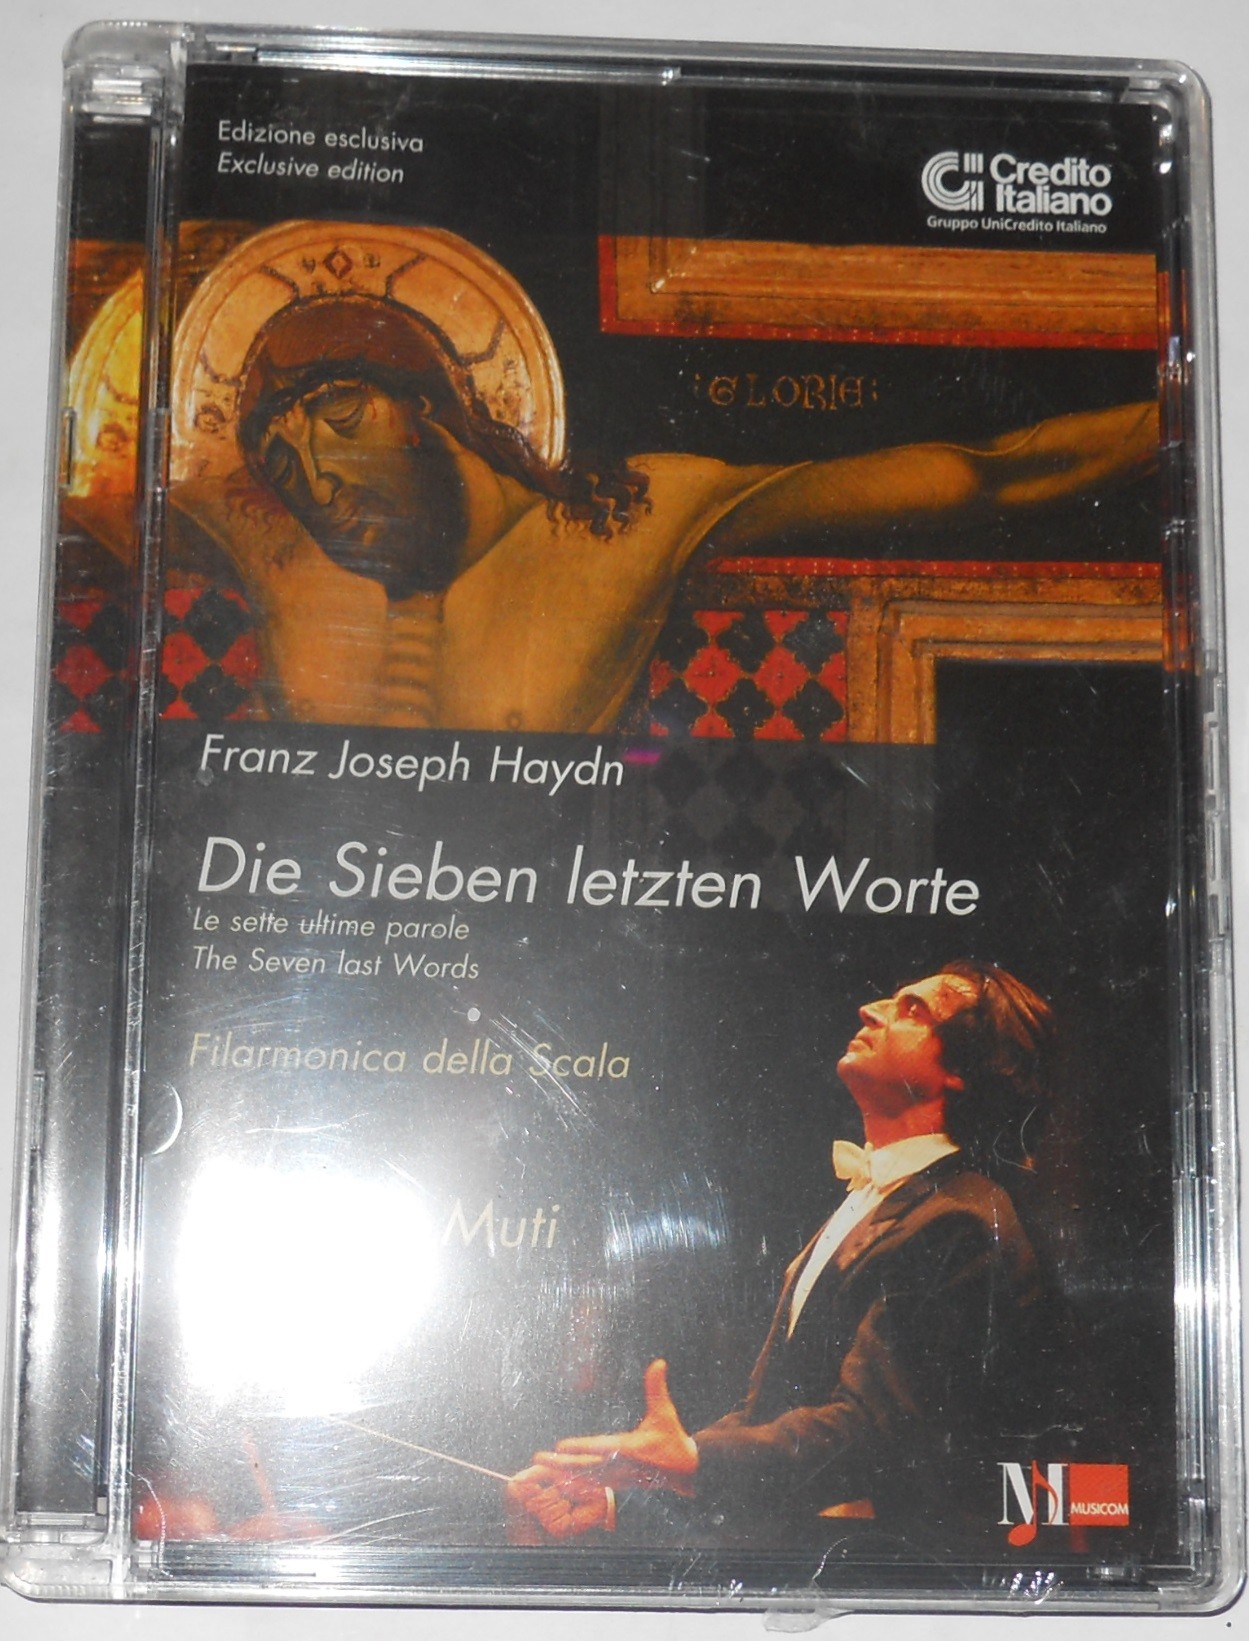 Edizione esclusiva
Exclusive edition
Credito
Italiano
Gruppo UniCredito Italiano
GLORIE
Franz Joseph Haydn
Die Sieben letzten Worte
Le sette ultime parole
The Seven last Words
Filarmonica della Scala
Muti
M
MUSICOM